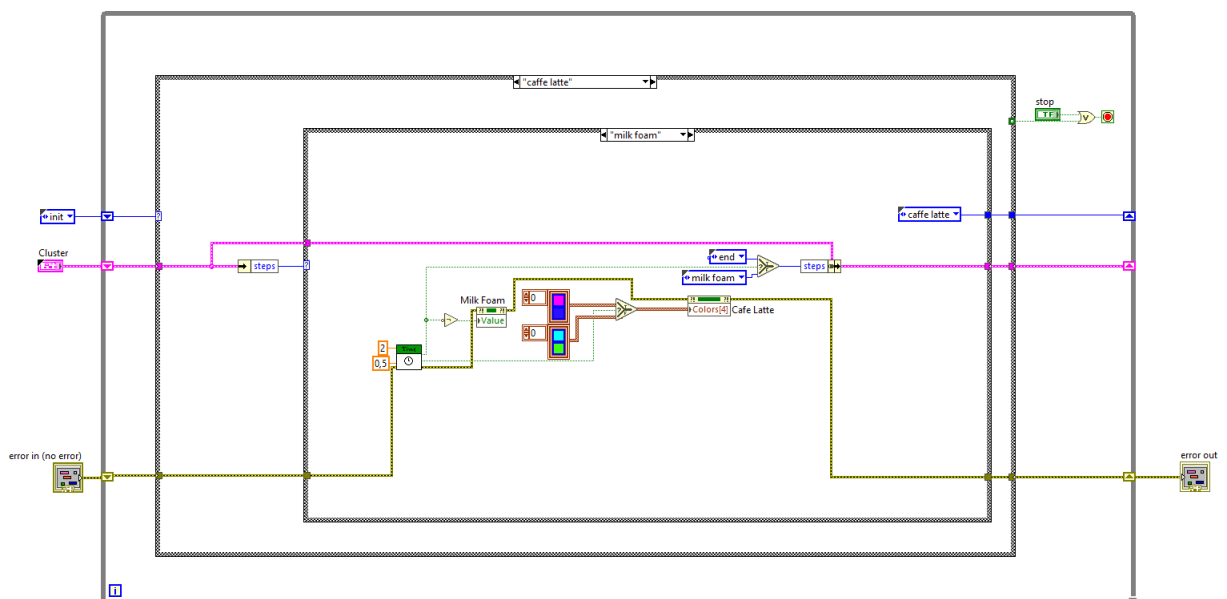 "caffe latte"
stop
TF
"milk foam"
init
caffe latte
Cluster
steps
end
milk foam
steps
Milk Foam
Value
0
0
Colors[4]
Cafe Latte
2
0,5
error in (no error)
error out
i